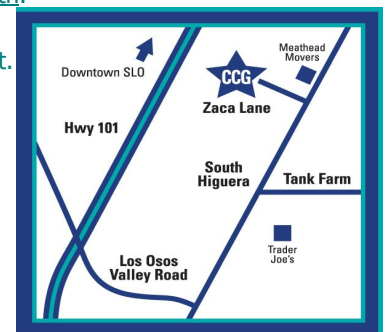 th.
t.
Meathead
Movers
Downtown SLO
CCG
Zaca Lane
Hwy 101
South
Higuera
Tank Farm
Trader
Joe's
Los Osos
Valley Road